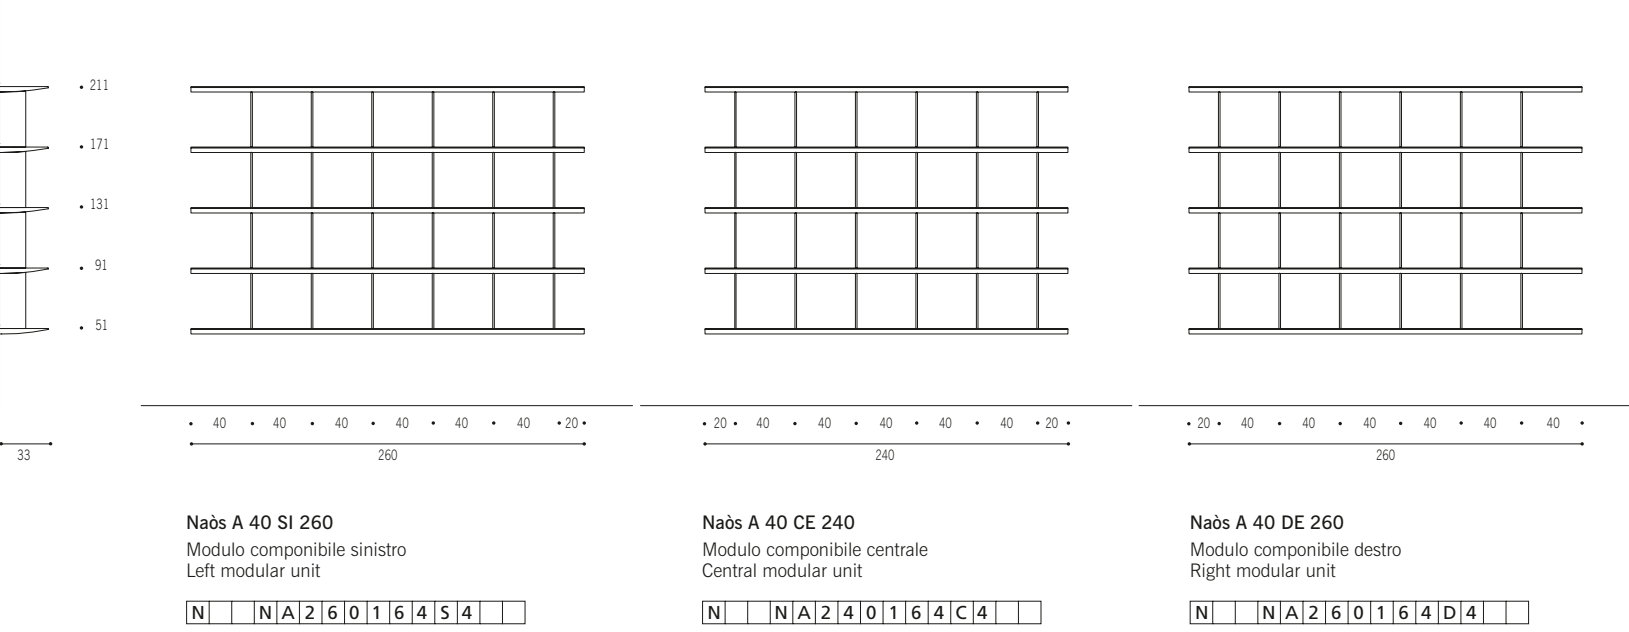 211
171
131
91
51
40 40 40 40 40 40 20
20 40 40 40 40 40 20
20 40 40 40 40 40 40
33
260
240
260
Naòs A 40 SI 260
Modulo componibile sinistro
Left modular unit
N NA260164S4
Naòs A 40 CE 240
Modulo componibile centrale
Central modular unit
N NA240164C4
Naòs A 40 DE 260
Modulo componibile destro
Right modular unit
N NA260164D4